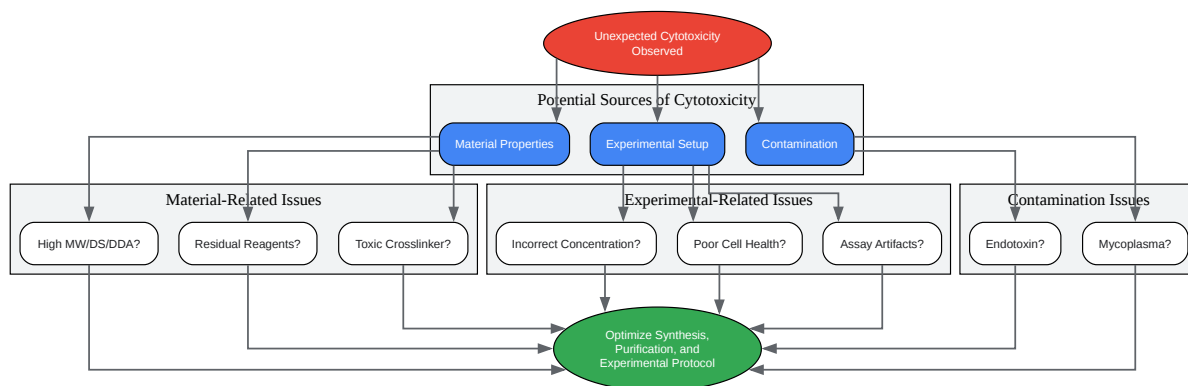 Unexpected Cytotoxicity
Observed
Potential Sources of Cytotoxicity
Material Properties
Experimental Setup
Contamination
Material-Related Issues
Experimental-Related Issues
Contamination Issues
High MW/DS/DDA?
Residual Reagents?
Toxic Crosslinker?
Incorrect Concentration?
Poor Cell Health?
Assay Artifacts?
Endotoxin?
Mycoplasma?
Optimize Synthesis,
Purification, and
Experimental Protocol